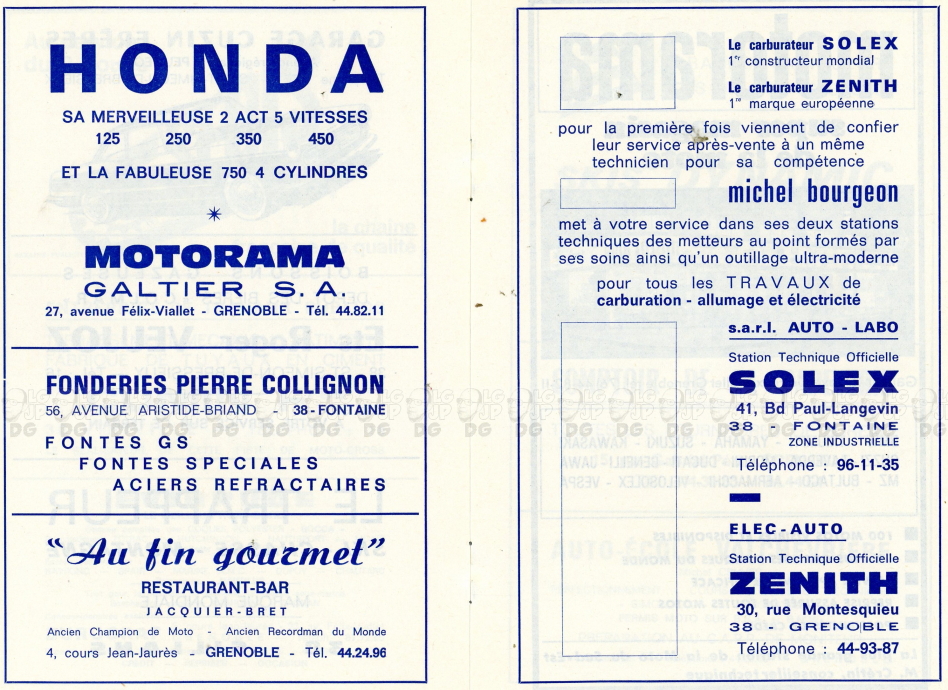 HONDA
SA MERVEILLEUSE 2 ACT 5 VITESSES
125 250 350 450
ET LA FABULEUSE 750 4 CYLINDRES
MOTORAMA
GALTIER S. A.
27, avenue Félix-Viallet - GRENOBLE - Tél. 44.82.11
FONDERIES PIERRE COLLIGNON
56, AVENUE ARISTIDE-BRIAND - 38 - FONTAINE
FONTES GS
FONTES SPECIALES
ACIERS REFRACTAIRES
“Au fin gourmet”
RESTAURANT-BAR
JACQUIER-BRET
Ancien Champion de Moto - Ancien Recordman du Monde
4, cours Jean-Jaurès - GRENOBLE - Tél. 44.24.96
Le carburateur SOLEX
1er constructeur mondial
Le carburateur ZENITH
1re marque européenne
pour la première fois viennent de confier
leur service après-vente à un même
technicien pour sa compétence
michel bourgeon
met à votre service dans ses deux stations
techniques des metteurs au point formés par
ses soins ainsi qu'un outillage ultra-moderne
pour tous les TRAVAUX de
carburation - allumage et électricité
s.a.r.l. AUTO - LABO
Station Technique Officielle
SOLEX
41, Bd Paul-Langevin
38 - FONTAINE
ZONE INDUSTRIELLE
Téléphone : 96-11-35
ELEC-AUTO
Station Technique Officielle
ZENITH
30, rue Montesquieu
38 - GRENOBLE
Téléphone : 44-93-87